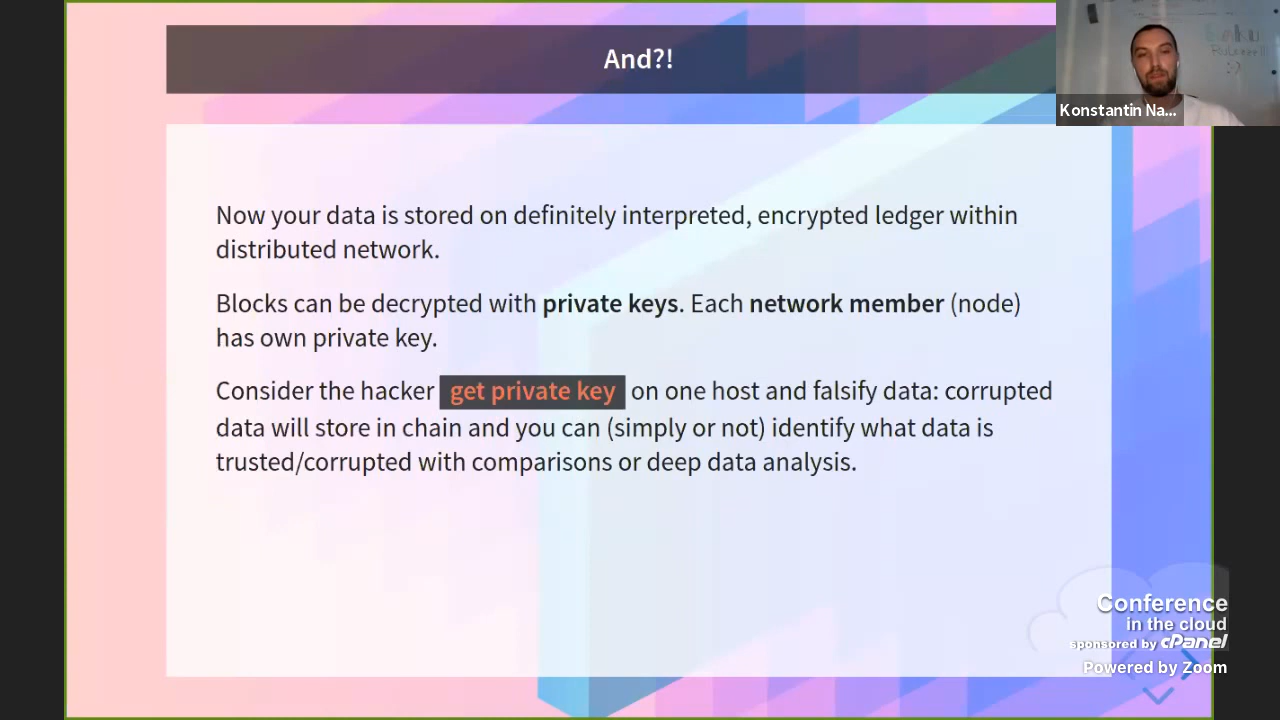 And?!
Konstantin Na...
Now your data is stored on definitely interpreted, encrypted ledger within
distributed network.
Blocks can be decrypted with private keys. Each network member (node)
has own private key.
Consider the hacker get private key on one host and falsify data: corrupted
data will store in chain and you can (simply or not) identify what data is
trusted/corrupted with comparisons or deep data analysis.
Conference
in the cloud
sponsored by cPanel
Powered by Zoom